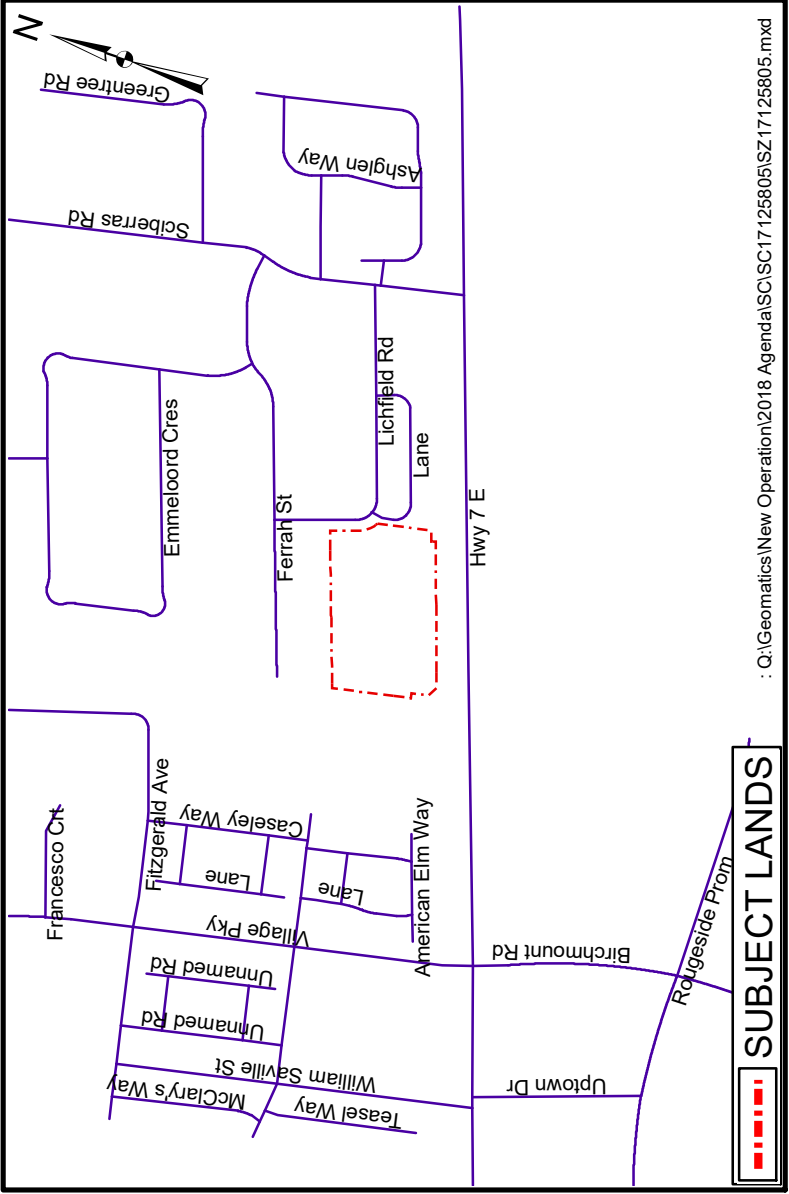 N
Greentree Rd
Sciberras Rd
Ashglen Way
Emmeloord Cres
Lichfield Rd
Lane
Ferrah St
Hwy 7 E
Francesco Crt
Fitzgerald Ave
Caseley Way
Lane
Lane
Village Pky
American Elm Way
Unnamed Rd
Unnamed Rd
William Saville St
McClary's Way
Teasel Way
Birchmount Rd
Rougeside Prom
Uptown Dr
SUBJECT LANDS
: Q:\Geomatics\New Operation\2018 Agenda\SC\SC17125805\SZ17125805.mxd